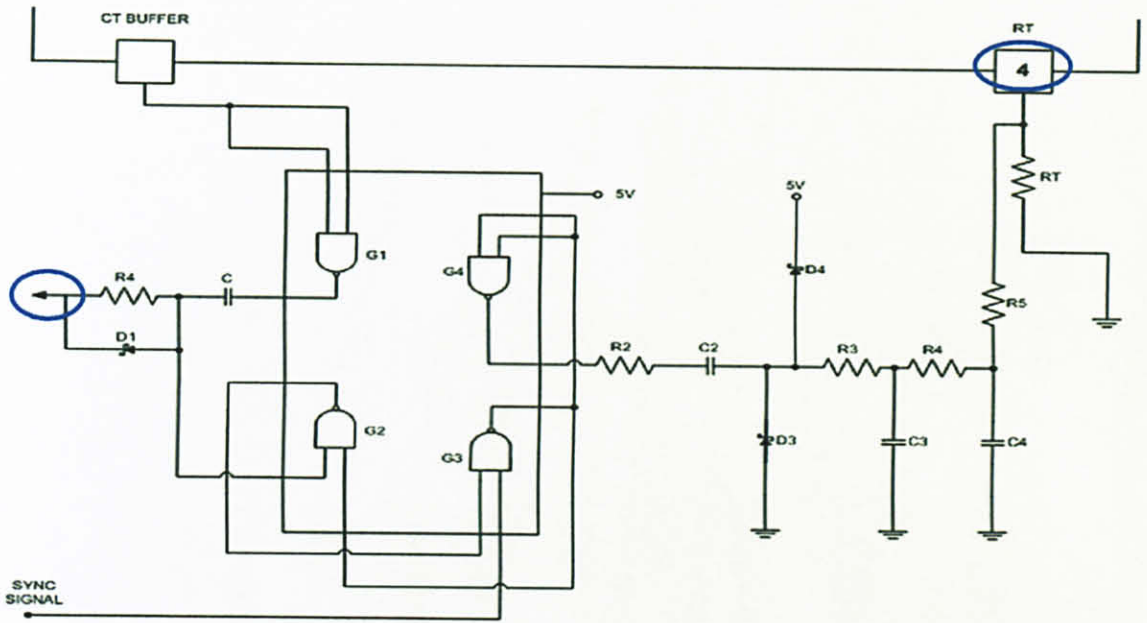 CT BUFFER
RT
4
5V
5V
RT
G1
G4
R4
C
D4
R5
D1
R2
C2
R3
R4
G2
G3
D3
C3
C4
SYNC
SIGNAL